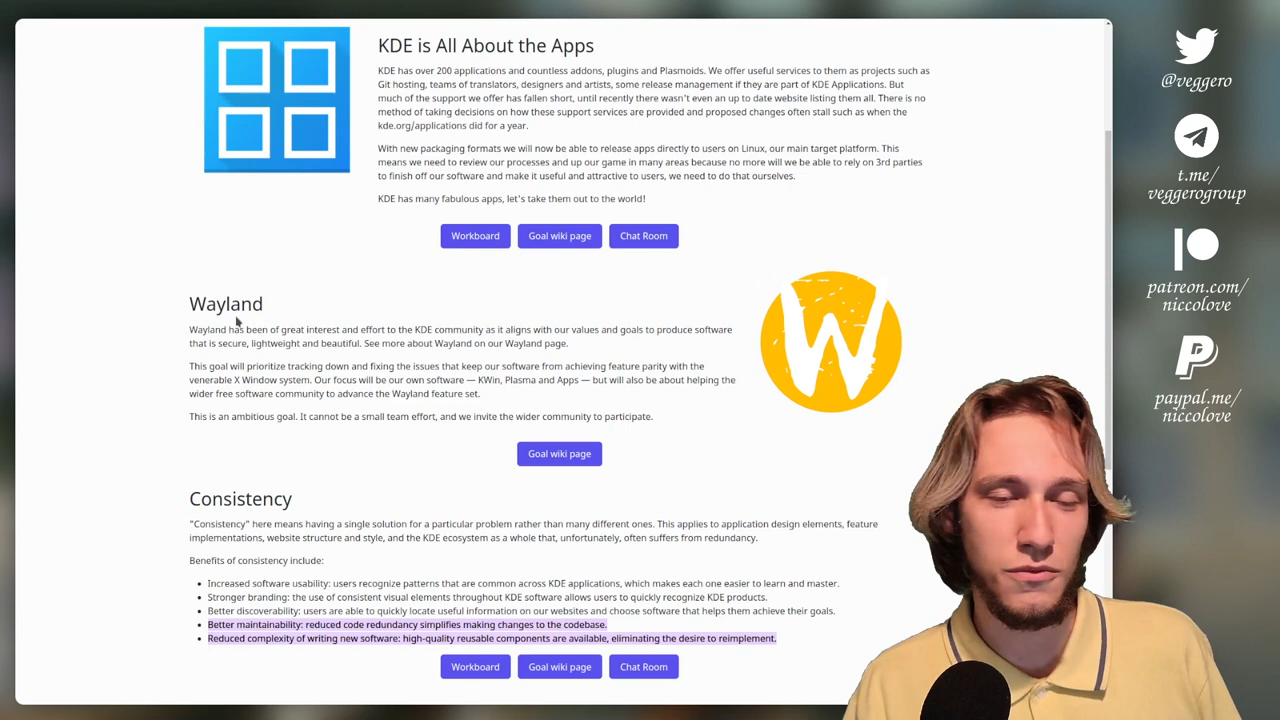 KDE is All About the Apps
KDE has over 200 applications and countless addons, plugins and Plasmoids. We offer useful services to them as projects such as
Git hosting, teams of translators, designers and artists, some release management if they are part of KDE Applications. But
much of the support we offer has fallen short, until recently there wasn't even an up to date website listing them all. There is no
method of taking decisions on how these support services are provided and proposed changes often stall such as when the
kde.org/applications did for a year.
With new packaging formats we will now be able to release apps directly to users on Linux, our main target platform. This
means we need to review our processes and up our game in many areas because no more will we be able to rely on 3rd parties
to finish off our software and make it useful and attractive to users, we need to do that ourselves.
KDE has many fabulous apps, let's take them out to the world!
Workboard
Goal wiki page
Chat Room
Wayland
Wayland has been of great interest and effort to the KDE community as it aligns with our values and goals to produce software
that is secure, lightweight and beautiful. See more about Wayland on our Wayland page.
This goal will prioritize tracking down and fixing the issues that keep our software from achieving feature parity with the
venerable X Window system. Our focus will be our own software — KWin, Plasma and Apps — but will also be about helping the
wider free software community to advance the Wayland feature set.
This is an ambitious goal. It cannot be a small team effort, and we invite the wider community to participate.
Goal wiki page
Consistency
"Consistency" here means having a single solution for a particular problem rather than many different ones. This applies to application design elements, feature
implementations, website structure and style, and the KDE ecosystem as a whole that, unfortunately, often suffers from redundancy.
Benefits of consistency include:
Increased software usability: users recognize patterns that are common across KDE applications, which makes each one easier to learn and master.
Stronger branding: the use of consistent visual elements throughout KDE software allows users to quickly recognize KDE products.
Better discoverability: users are able to quickly locate useful information on our websites and choose software that helps them achieve their goals.
Better maintainability: reduced code redundancy simplifies making changes to the codebase.
Reduced complexity of writing new software: high-quality reusable components are available, eliminating the desire to reimplement.
Workboard
Goal wiki page
Chat Room
@veggero
t.me/
veggerogroup
patreon.com/
niccolove
paypal.me/
niccolove